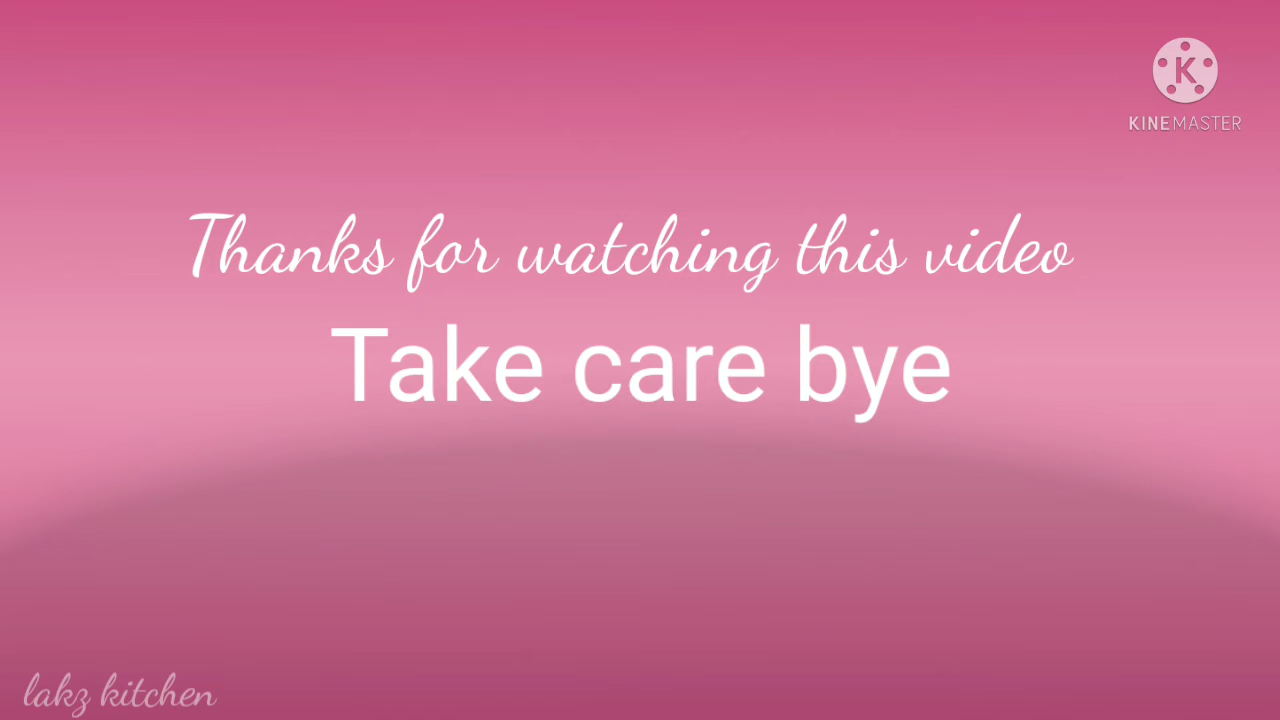 K
KINEMASTER
Thanks for watching this video
Take care bye
lakz kitchen